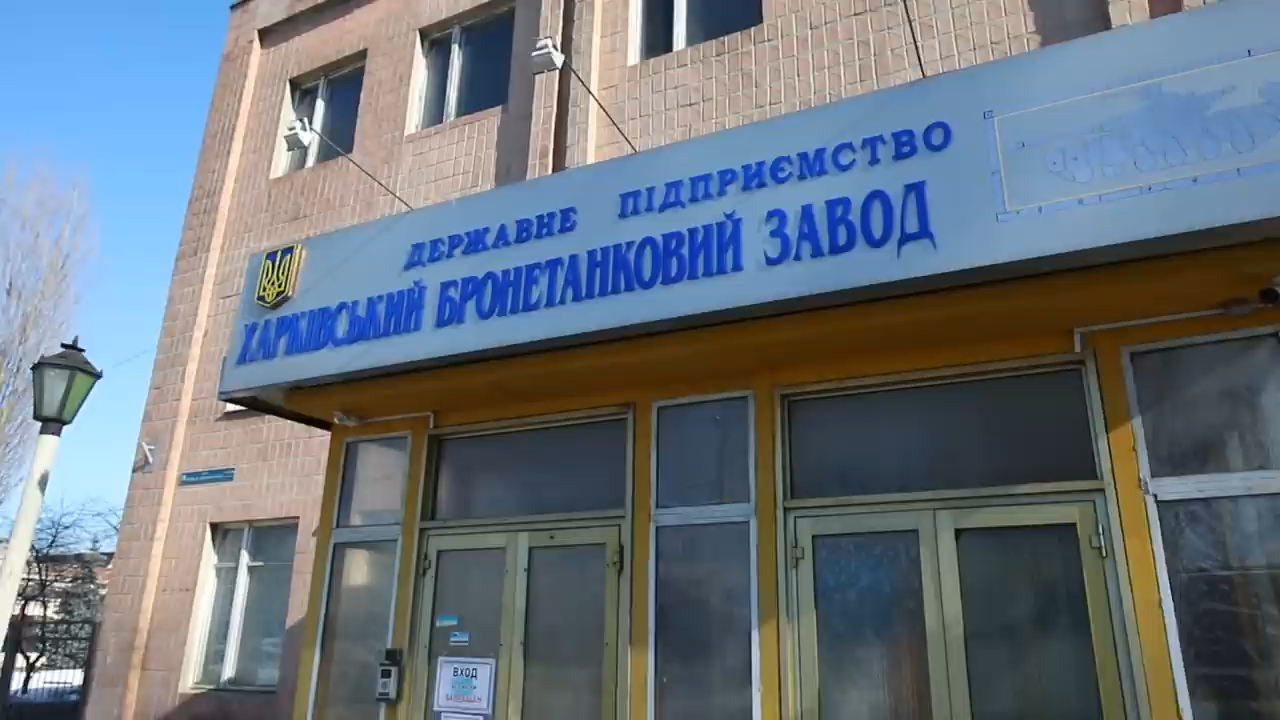 ДЕРЖАВНЕ ПІДПРИЄМСТВО
ХАРКІВСЬКИЙ БРОНЕТАНКОВИЙ ЗАВОД
ВХОД